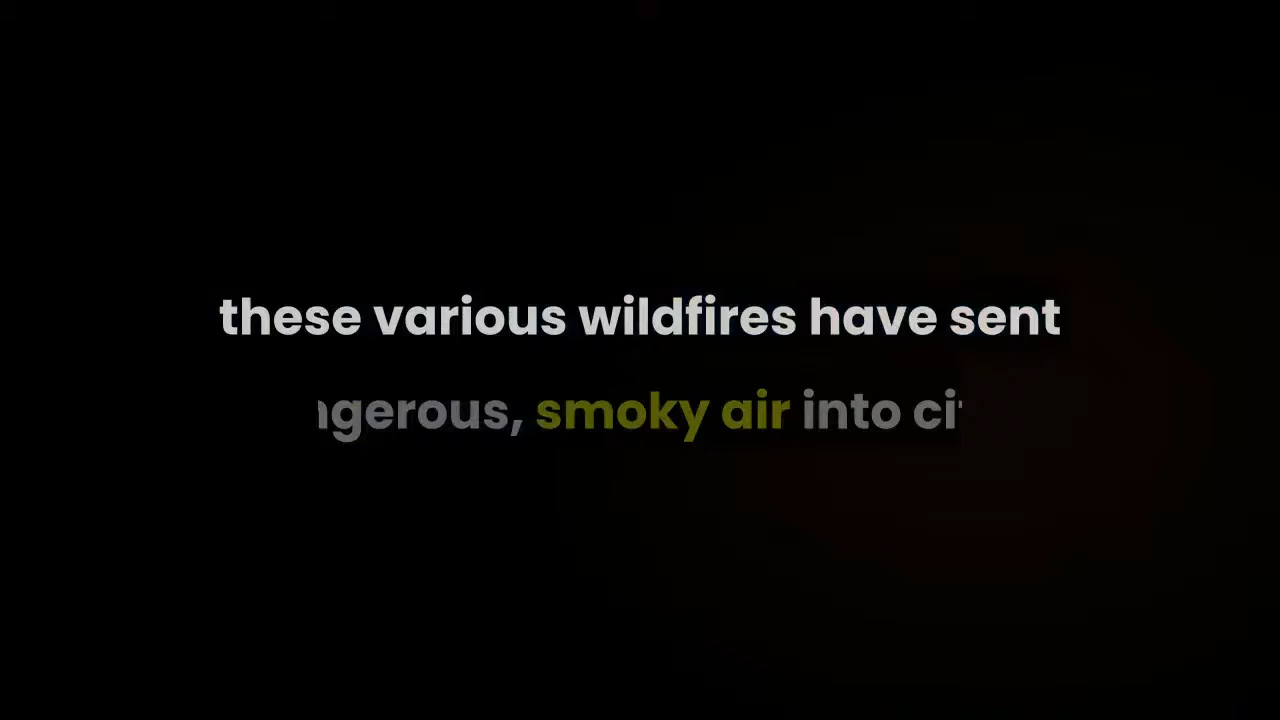 these various wildfires have sent
ngerous, smoky air into ci